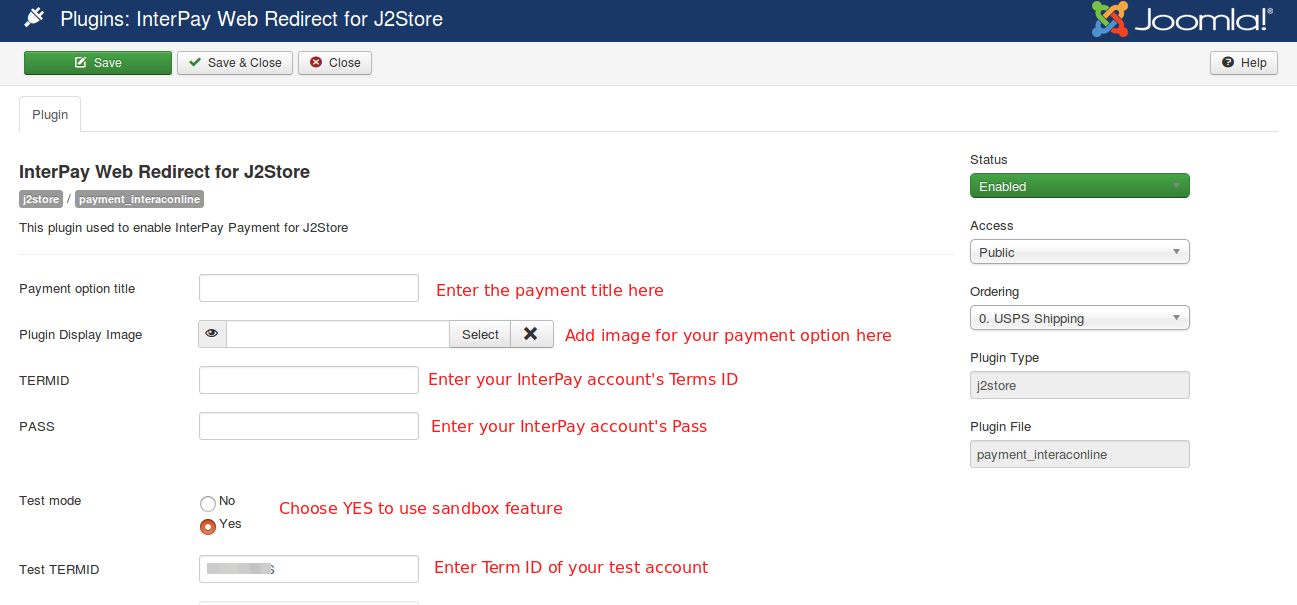 Plugins: InterPay Web Redirect for J2Store
Joomla!®
Save
Save & Close
Close
Help
Plugin
InterPay Web Redirect for J2Store
j2store / payment_interaconline
This plugin used to enable InterPay Payment for J2Store
Payment option title
Enter the payment title here
Plugin Display Image
Select
Add image for your payment option here
TERMID
Enter your InterPay account's Terms ID
PASS
Enter your InterPay account's Pass
Test mode
No
Yes
Choose YES to use sandbox feature
Test TERMID
Enter Term ID of your test account
Status
Enabled
Access
Public
Ordering
0. USPS Shipping
Plugin Type
j2store
Plugin File
payment_interaconline